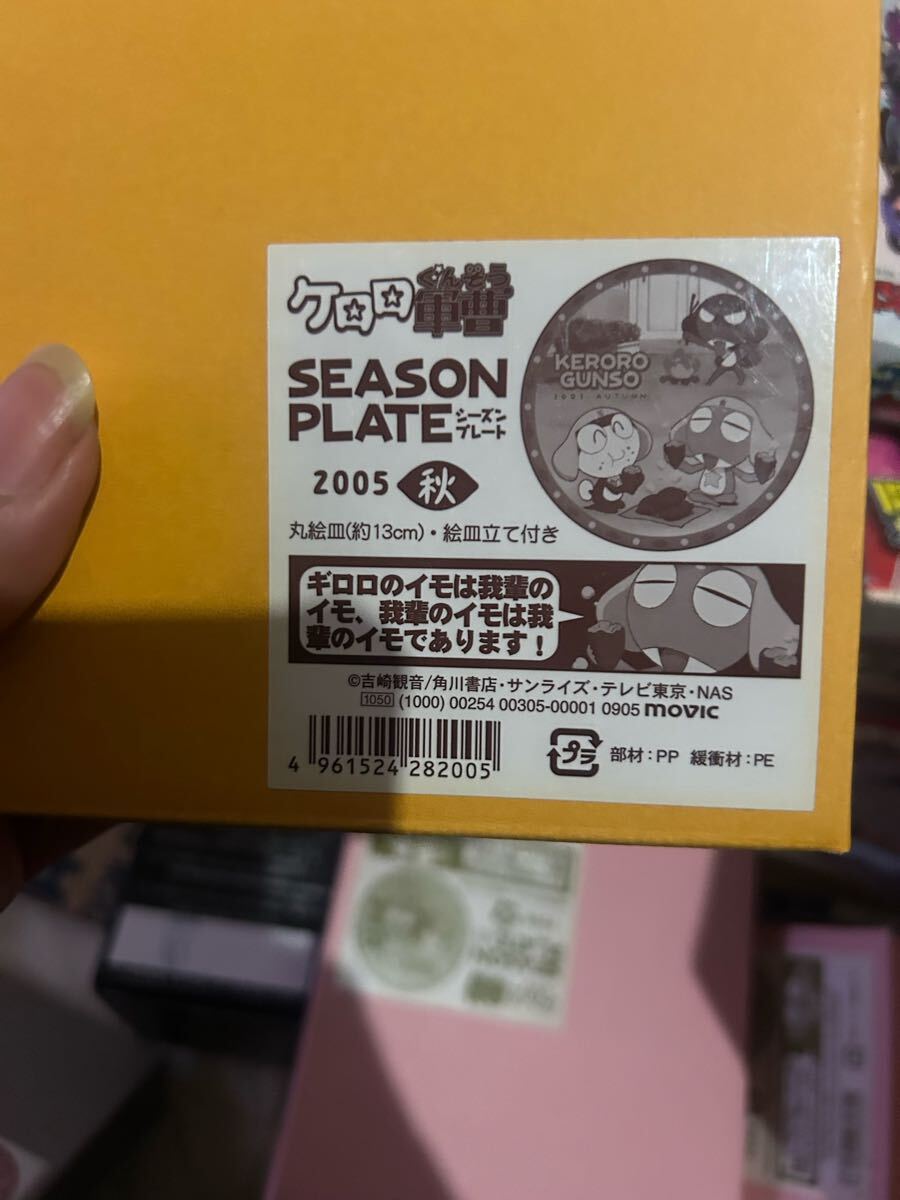 ケロロ軍曹
ぐんそう
SEASON
PLATE シーズン
プレート
2005 秋
丸絵皿(約13cm)・絵皿立て付き
KERORO
GUNSO
2005 AUTUMN
ギロロのイモは我輩の
イモ、我輩のイモは我
輩のイモであります!
©吉崎観音/角川書店・サンライズ・テレビ東京・NAS
1050 (1000) 00254 00305-00001 0905 movic
4 961524 282005
プラ 部材:PP 緩衝材:PE